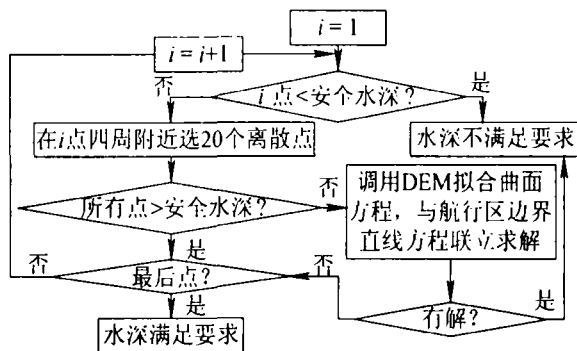 i = 1
i = i+1
否
是
i 点<安全水深?
在i点四周附近选20个离散点
水深不满足要求
否
所有点>安全水深?
调用DEM拟合曲面
方程，与航行区边界
直线方程联立求解
是
否
最后点?
否
是
有解?
是
水深满足要求